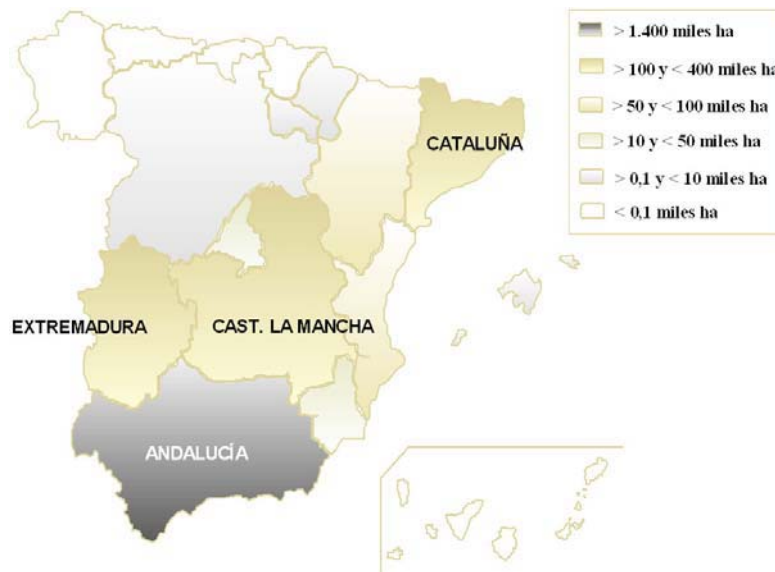 > 1.400 miles ha
> 100 y < 400 miles ha
> 50 y < 100 miles ha
> 10 y < 50 miles ha
> 0,1 y < 10 miles ha
< 0,1 miles ha
CATALUÑA
EXTREMADURA
CAST. LA MANCHA
ANDALUCÍA